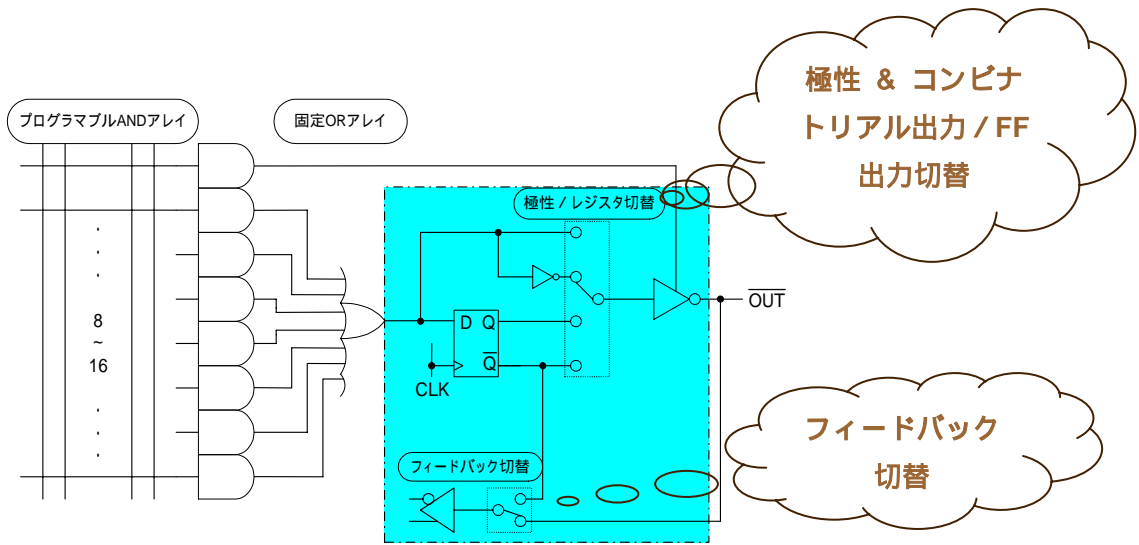 極性 & コンビナ
トリアル出力 / FF
出力切替
プログラマブルANDアレイ
固定ORアレイ
極性 / レジスタ切替
D Q
Q
CLK
OUT
8
~
16
フィードバック切替
フィードバック
切替